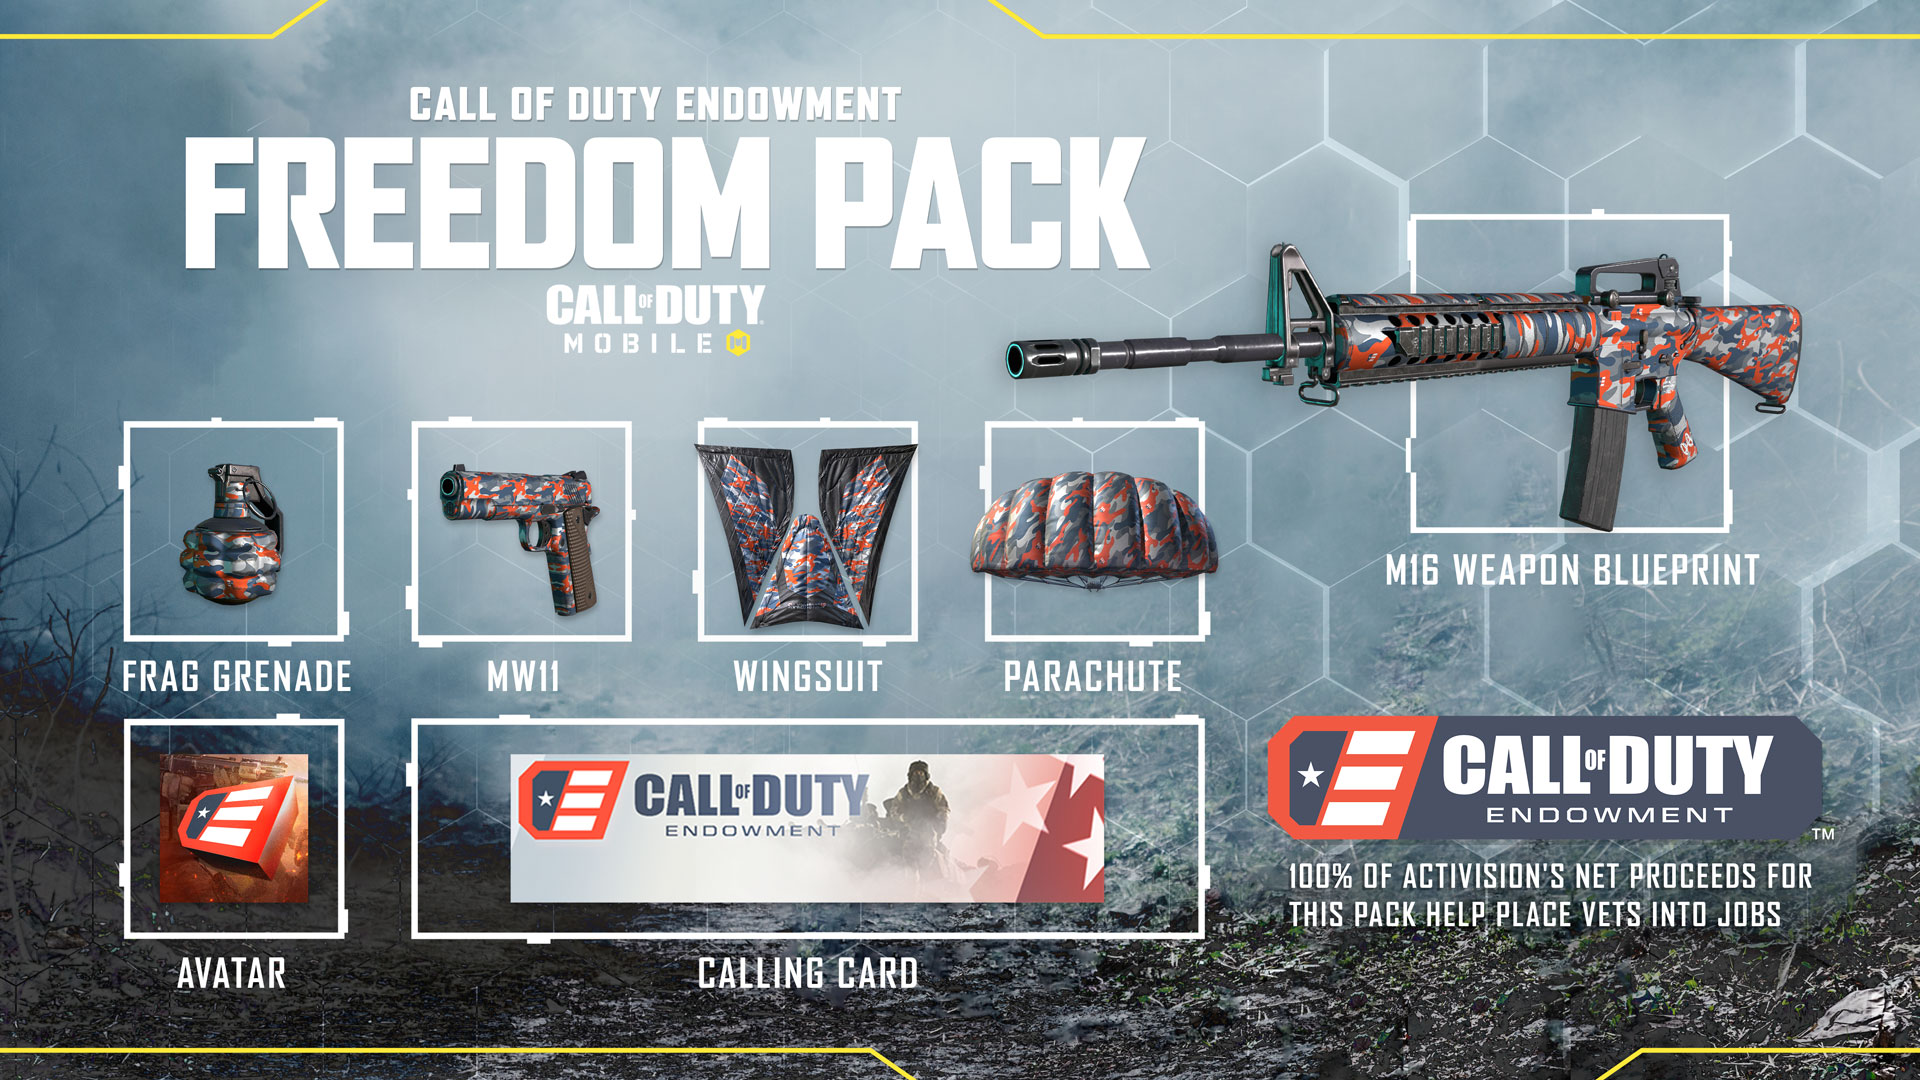 CALL OF DUTY ENDOWMENT
FREEDOM PACK
CALL OF DUTY
MOBILE
M16 WEAPON BLUEPRINT
FRAG GRENADE
MW11
WINGSUIT
PARACHUTE
CALL OF DUTY
ENDOWMENT
AVATAR
CALLING CARD
CALL OF DUTY
ENDOWMENT
TM
100% OF ACTIVISION'S NET PROCEEDS FOR
THIS PACK HELP PLACE VETS INTO JOBS